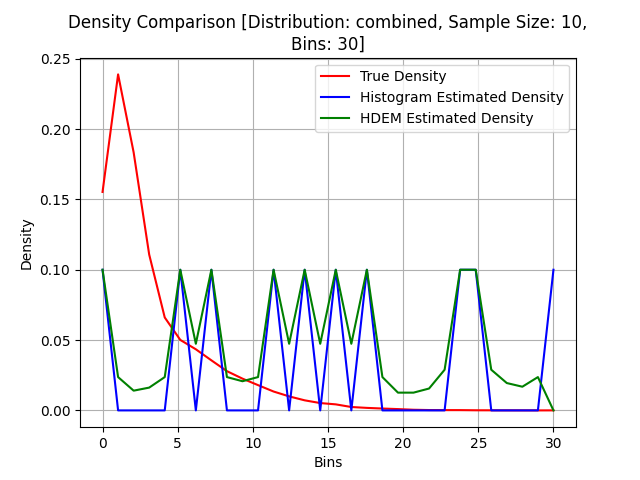 Density Comparison [Distribution: combined, Sample Size: 10,
Bins: 30]
True Density
Histogram Estimated Density
HDEM Estimated Density
Density
0.25
0.20
0.15
0.10
0.05
0.00
0 5 10 15 20 25 30
Bins